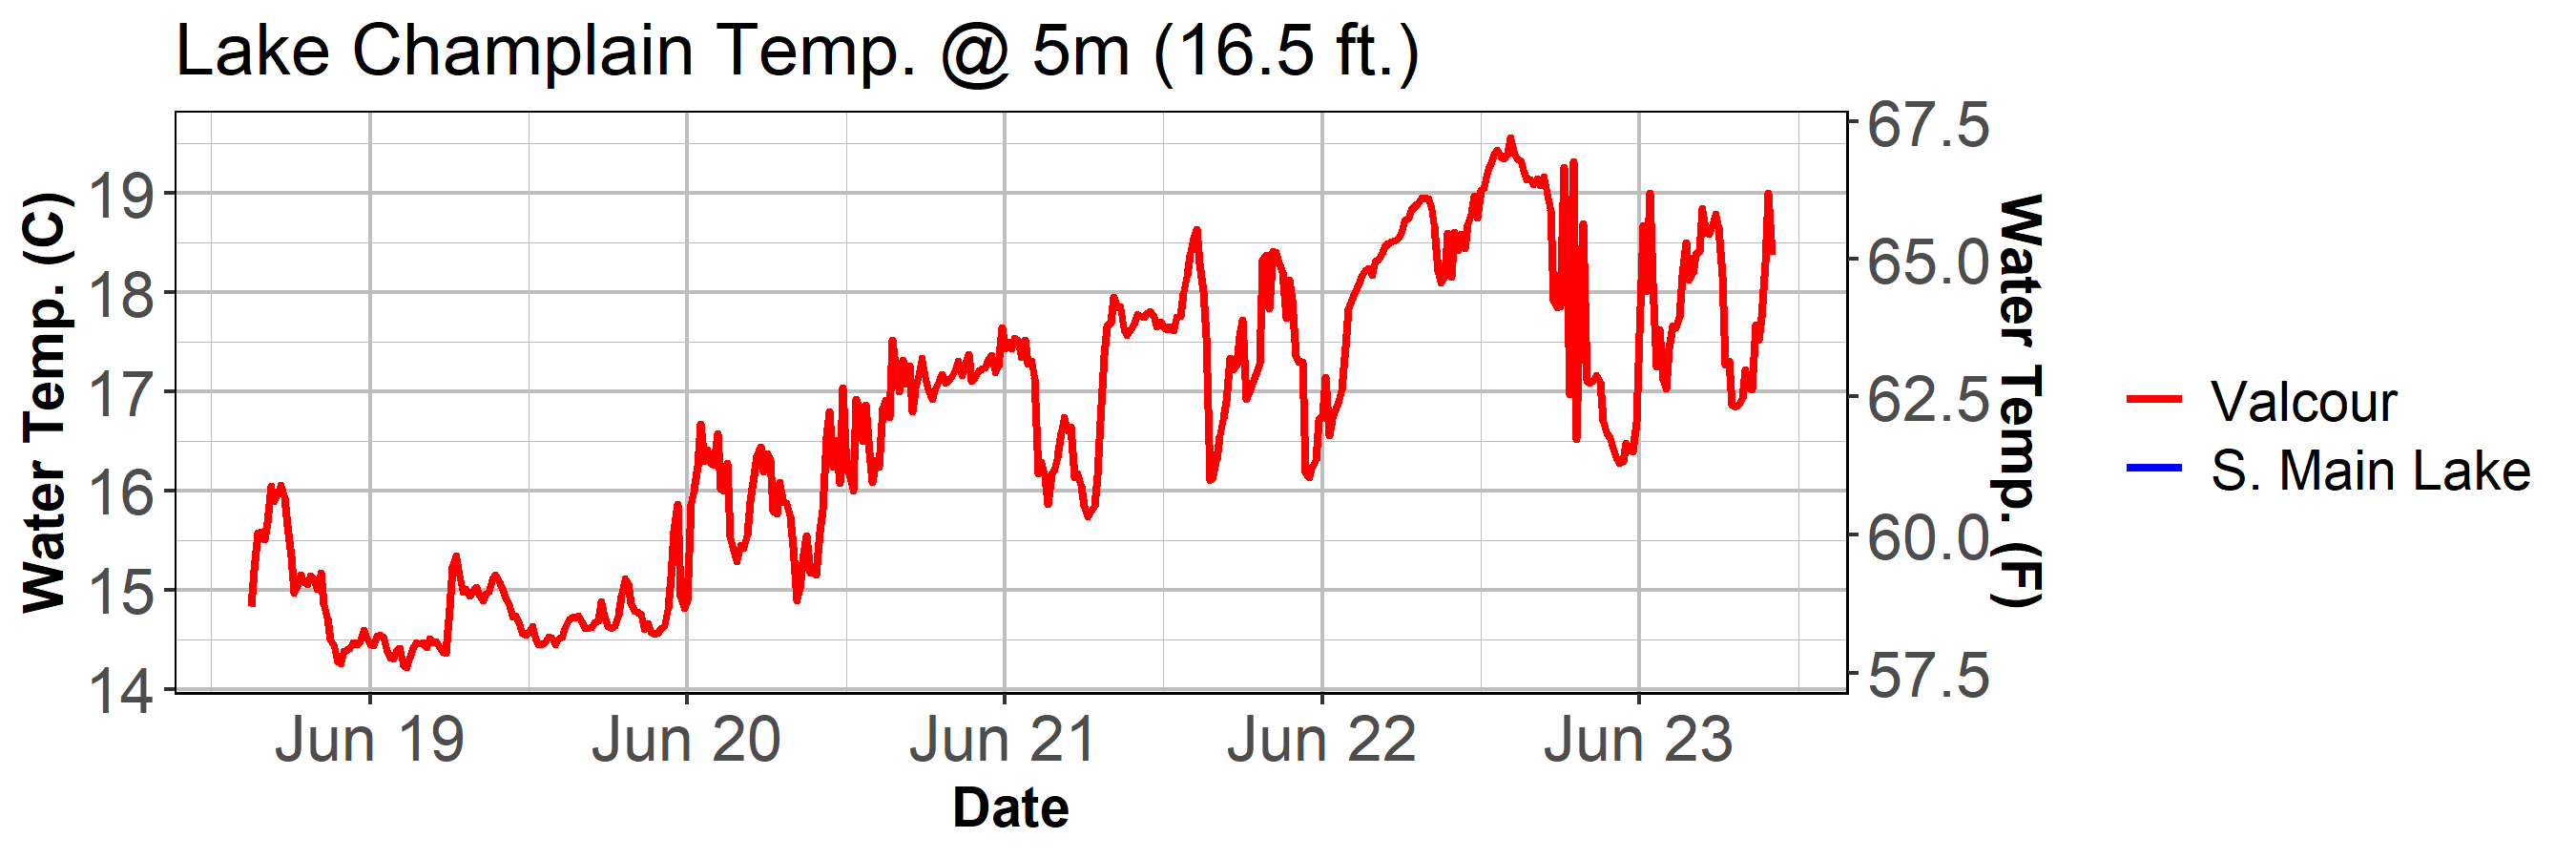 Lake Champlain Temp. @ 5m (16.5 ft.)
Water Temp. (C)
19
18
17
16
15
14
67.5
65.0
62.5
60.0
57.5
Water Temp. (F)
Jun 19 Jun 20 Jun 21 Jun 22 Jun 23
Date
Valcour
S. Main Lake